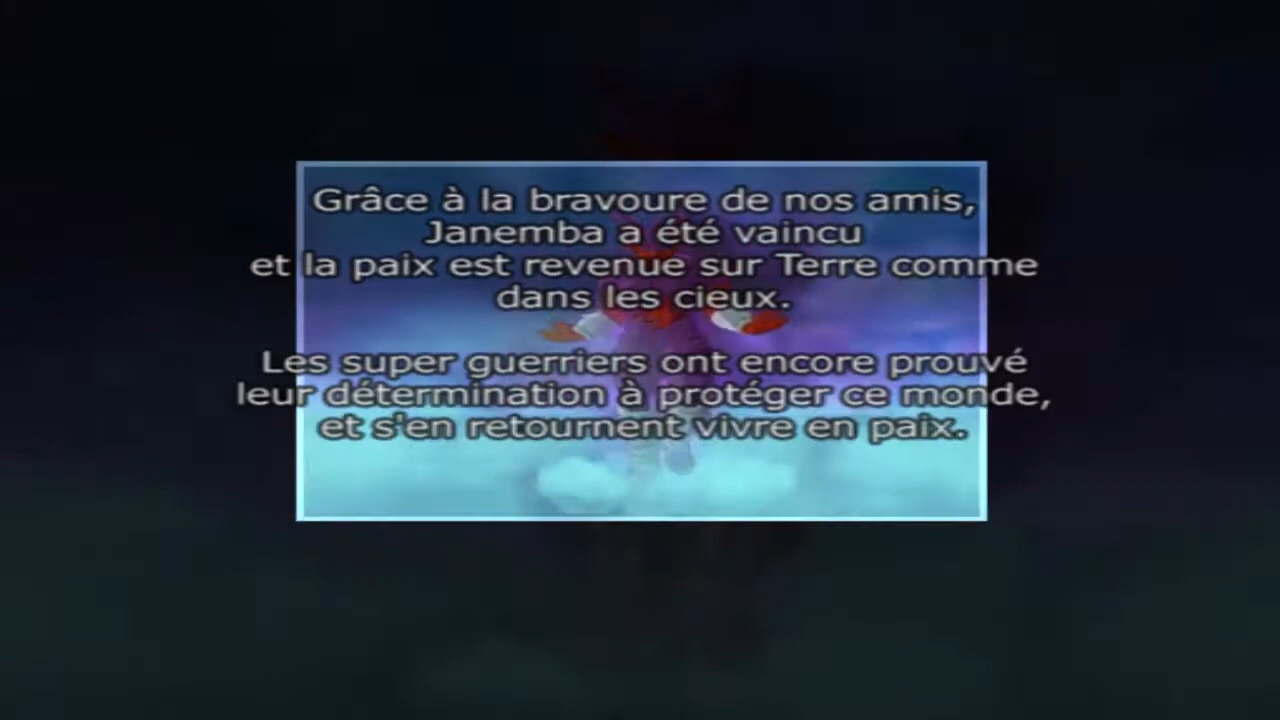 Grâce à la bravoure de nos amis,
Janemba a été vaincu
et la paix est revenue sur Terre comme
dans les cieux.
Les super guerriers ont encore prouvé
leur détermination à protéger ce monde,
et s'en retournent vivre en paix.